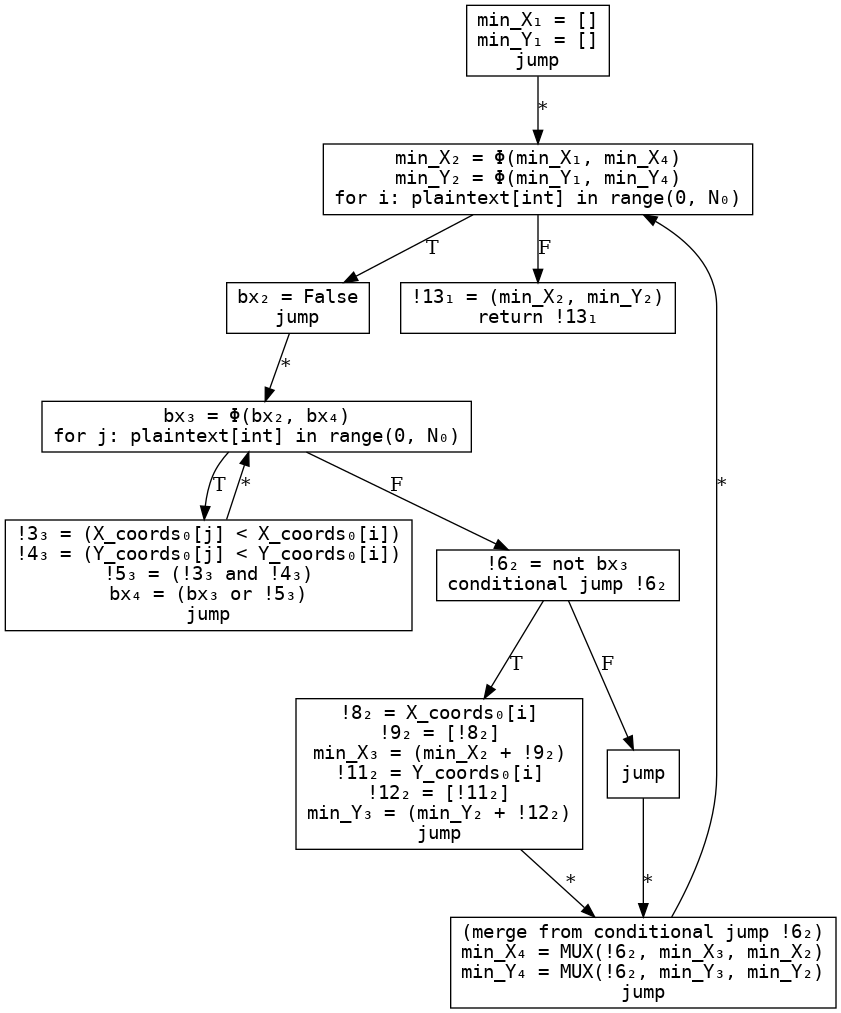 min_X₁ = []
min_Y₁ = []
jump
*
min_X₂ = Φ(min_X₁, min_X₄)
min_Y₂ = Φ(min_Y₁, min_Y₄)
for i: plaintext[int] in range(0, N₀)
T
F
bx₂ = False
jump
!13₁ = (min_X₂, min_Y₂)
return !13₁
*
bx₃ = Φ(bx₂, bx₄)
for j: plaintext[int] in range(0, N₀)
T
*
F
*
!3₃ = (X_coords₀[j] < X_coords₀[i])
!4₃ = (Y_coords₀[j] < Y_coords₀[i])
!5₃ = (!3₃ and !4₃)
bx₄ = (bx₃ or !5₃)
jump
!6₂ = not bx₃
conditional jump !6₂
T
F
!8₂ = X_coords₀[i]
!9₂ = [!8₂]
min_X₃ = (min_X₂ + !9₂)
!11₂ = Y_coords₀[i]
!12₂ = [!11₂]
min_Y₃ = (min_Y₂ + !12₂)
jump
jump
*
*
(merge from conditional jump !6₂)
min_X₄ = MUX(!6₂, min_X₃, min_X₂)
min_Y₄ = MUX(!6₂, min_Y₃, min_Y₂)
jump